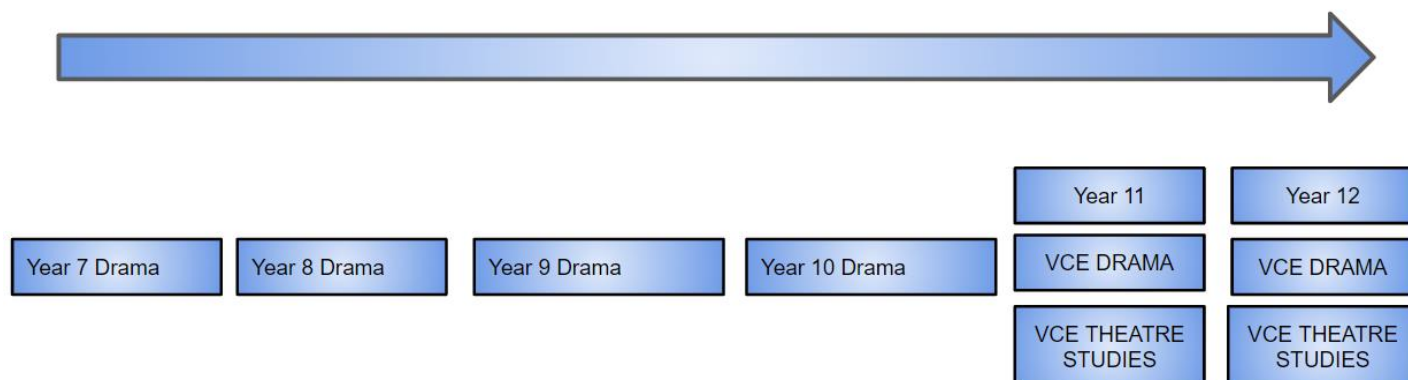 Year 11
Year 12
Year 7 Drama
Year 8 Drama
Year 9 Drama
Year 10 Drama
VCE DRAMA
VCE DRAMA
VCE THEATRE
STUDIES
VCE THEATRE
STUDIES